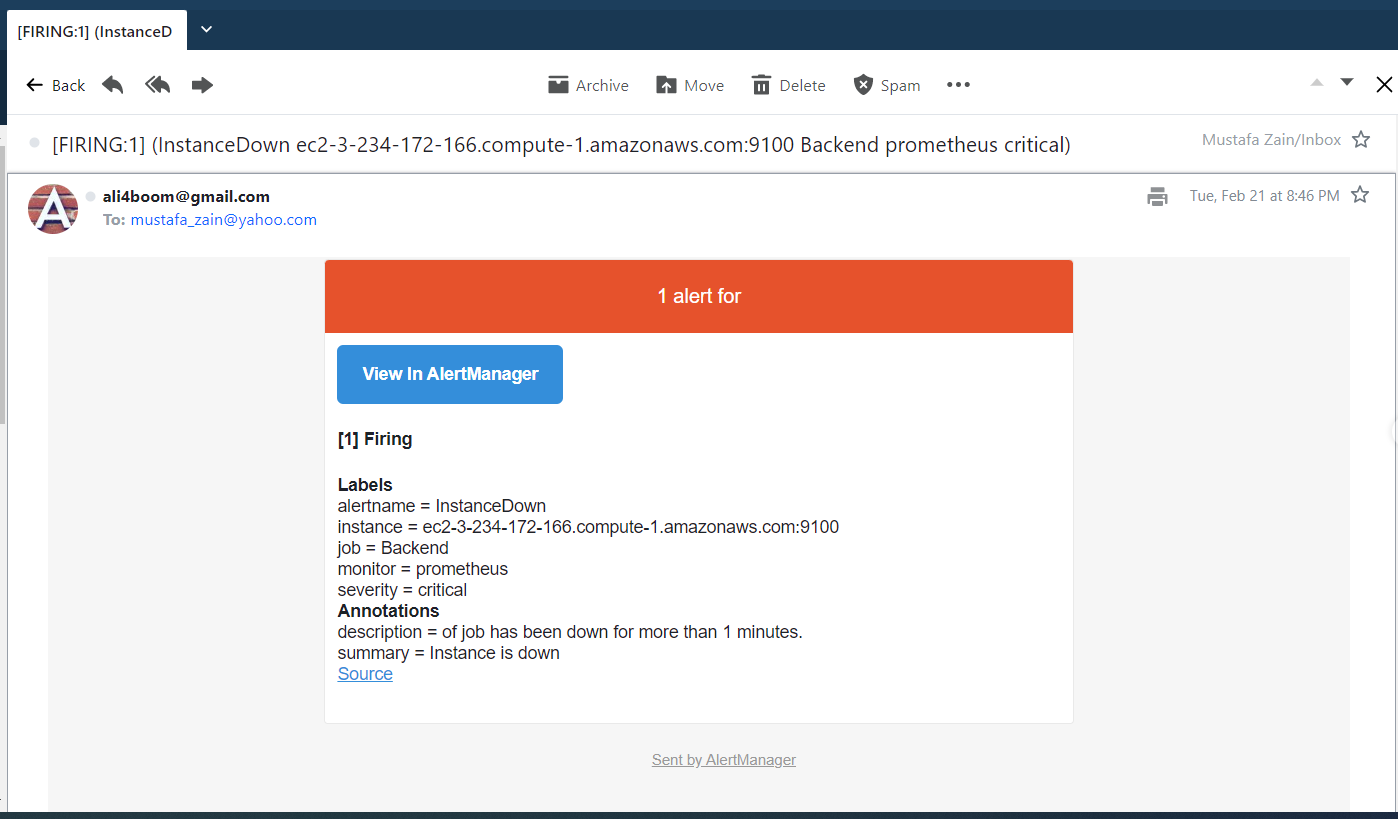 [FIRING:1] (InstanceD
Back
Archive
Move
Delete
Spam
[FIRING:1] (InstanceDown ec2-3-234-172-166.compute-1.amazonaws.com:9100 Backend prometheus critical)
Mustafa Zain/Inbox
A
ali4boom@gmail.com
Tue, Feb 21 at 8:46 PM
To: mustafa_zain@yahoo.com
1 alert for
View In AlertManager
[1] Firing
Labels
alertname = InstanceDown
instance = ec2-3-234-172-166.compute-1.amazonaws.com:9100
job = Backend
monitor = prometheus
severity = critical
Annotations
description = of job has been down for more than 1 minutes.
summary = Instance is down
Source
Sent by AlertManager